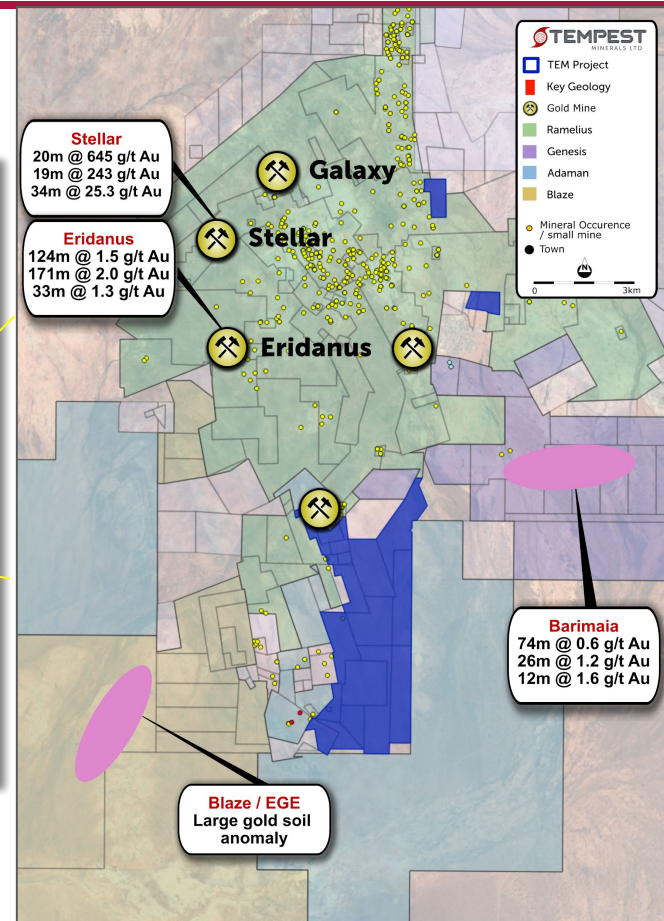 TEMPEST
MINERALS LTD
TEM Project
Key Geology
Gold Mine
Ramelius
Genesis
Adaman
Blaze
Mineral Occurence
/ small mine
Town
N
0 3km
Stellar
20m @ 645 g/t Au
19m @ 243 g/t Au
34m @ 25.3 g/t Au
Eridanus
124m @ 1.5 g/t Au
171m @ 2.0 g/t Au
33m @ 1.3 g/t Au
Galaxy
Stellar
Eridanus
Barimaia
74m @ 0.6 g/t Au
26m @ 1.2 g/t Au
12m @ 1.6 g/t Au
Blaze / EGE
Large gold soil
anomaly